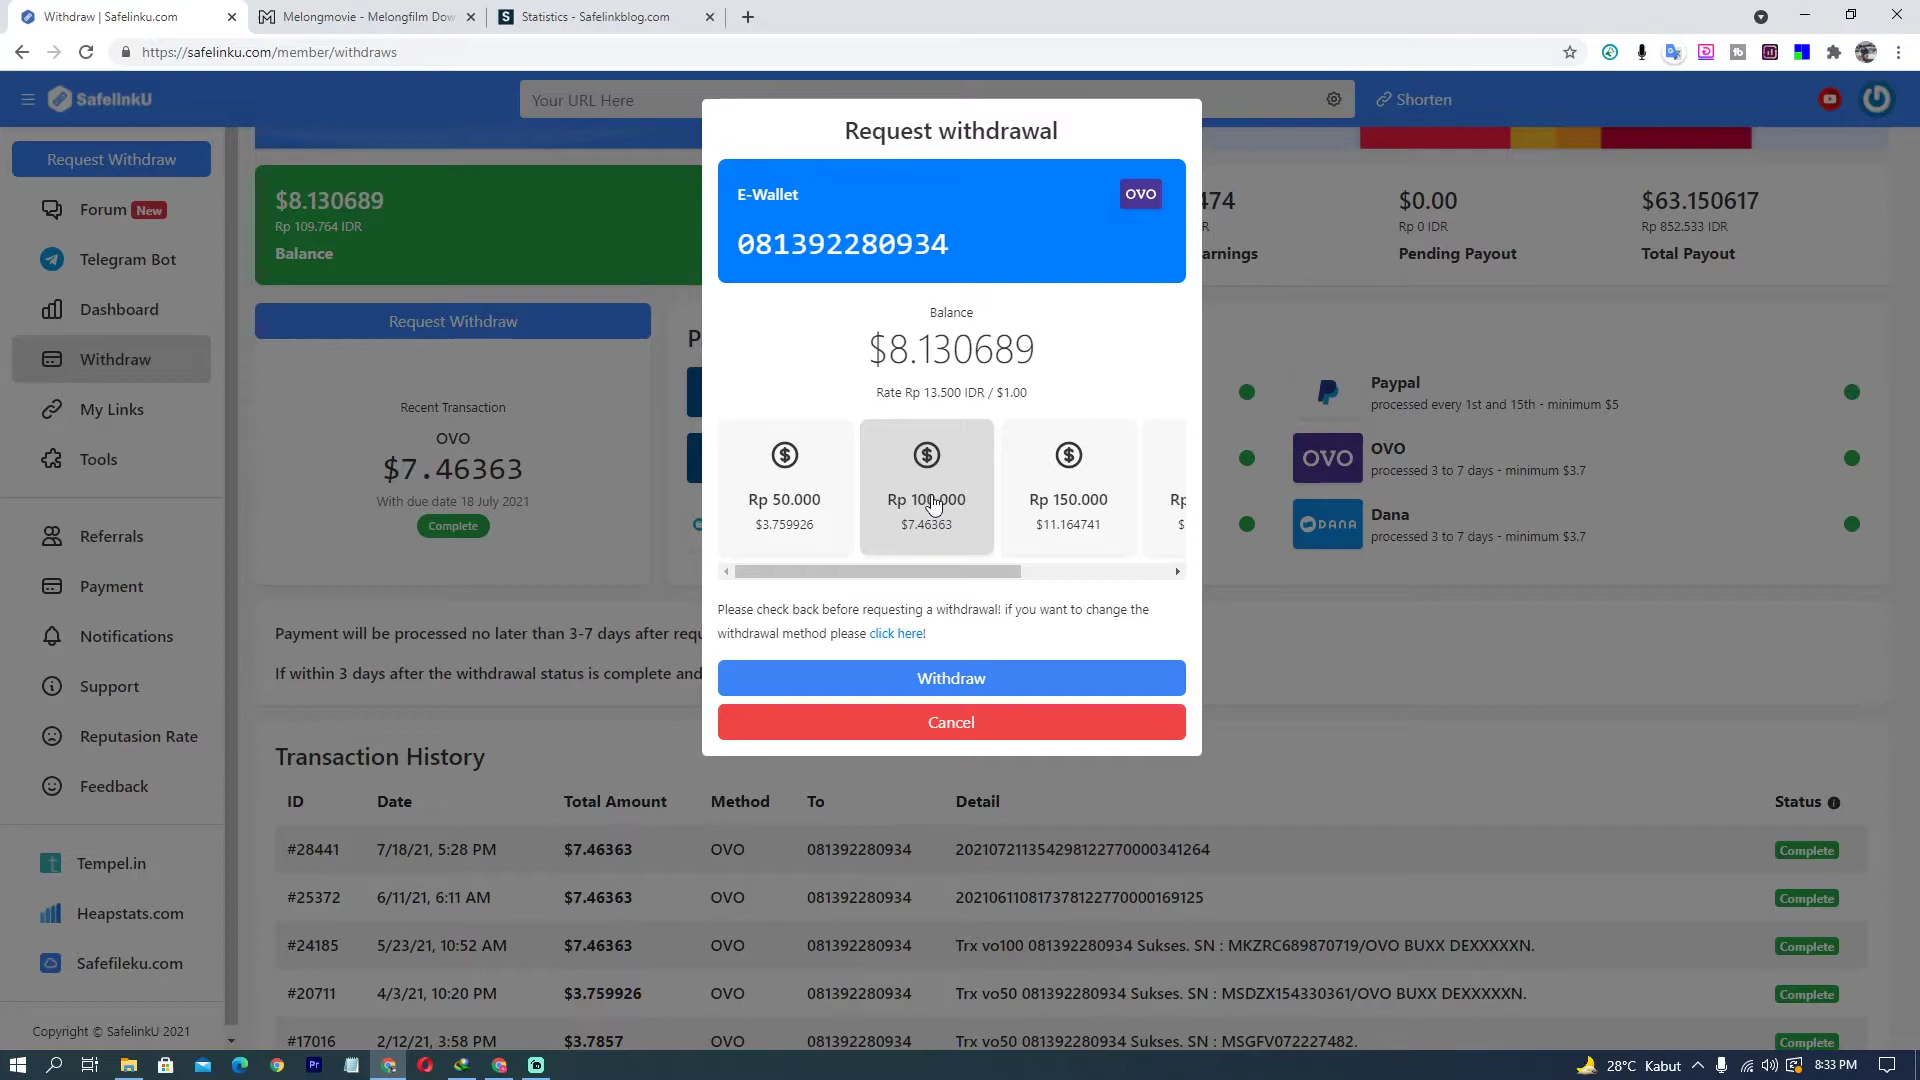 Withdraw | Safelinku.com
Melongmovie - Melongfilm Dow
Statistics - Safelinkblog.com
https://safelinku.com/member/withdraws
SafelinkU
Your URL Here
Shorten
Request Withdraw
Forum New
Telegram Bot
Dashboard
Withdraw
My Links
Tools
Referrals
Payment
Notifications
Support
Reputasion Rate
Feedback
Tempel.in
Heapstats.com
Safefileku.com
Copyright © SafelinkU 2021
$8.130689
Rp 109.764 IDR
Balance
474
R
arnings
$0.00
Rp 0 IDR
Pending Payout
$63.150617
Rp 852.533 IDR
Total Payout
Request Withdraw
Recent Transaction
OVO
$7.46363
With due date 18 July 2021
Complete
P
Paypal
processed every 1st and 15th - minimum $5
OVO
OVO
processed 3 to 7 days - minimum $3.7
DANA
Dana
processed 3 to 7 days - minimum $3.7
Payment will be processed no later than 3-7 days after requ
If within 3 days after the withdrawal status is complete and
Request withdrawal
E-Wallet
OVO
081392280934
Balance
$8.130689
Rate Rp 13.500 IDR / $1.00
Rp 50.000
$3.759926
Rp 100.000
$7.46363
Rp 150.000
$11.164741
Rp
$
Please check back before requesting a withdrawal! if you want to change the
withdrawal method please click here!
Withdraw
Cancel
Transaction History
ID Date Total Amount Method To Detail Status
#28441 7/18/21, 5:28 PM $7.46363 OVO 081392280934 20210721135429812277​0000341264 Complete
#25372 6/11/21, 6:11 AM $7.46363 OVO 081392280934 20210611081737812277​0000169125 Complete
#24185 5/23/21, 10:52 AM $7.46363 OVO 081392280934 Trx vo100 081392280934 Sukses. SN : MKZRC689870719/OVO BUXX DEXXXXXN. Complete
#20711 4/3/21, 10:20 PM $3.759926 OVO 081392280934 Trx vo50 081392280934 Sukses. SN : MSDZX154330361/OVO BUXX DEXXXXXN. Complete
#17016 2/12/21, 3:58 PM $3.7857 OVO 081392280934 Trx vo50 081392280934 Sukses. SN : MSGFV072227482. Complete
28°C Kabut
8:33 PM